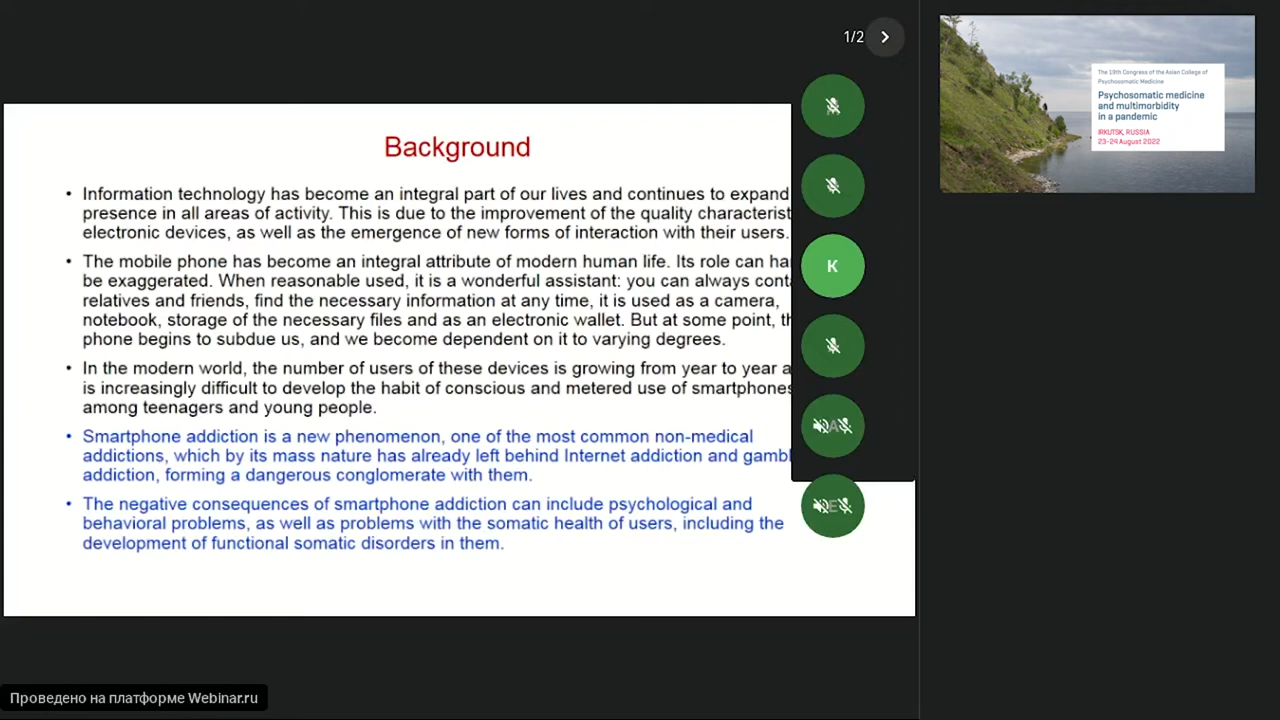 1/2
Background
• Information technology has become an integral part of our lives and continues to expand
presence in all areas of activity. This is due to the improvement of the quality
electronic devices, as well as the emergence of new forms of interaction with their users.
• The mobile phone has become an integral attribute of modern human life. Its role can
be exaggerated. When reasonable used, it is a wonderful assistant: you can always
relatives and friends, find the necessary information at any time, it is used as a camera,
notebook, storage of the necessary files and as an electronic wallet. But at some point,
phone begins to subdue us, and we become dependent on it to varying degrees.
• In the modern world, the number of users of these devices is growing from year to year
is increasingly difficult to develop the habit of conscious and metered use of smartphones
among teenagers and young people.
• Smartphone addiction is a new phenomenon, one of the most common non-medical
addictions, which by its mass nature has already left behind Internet addiction and
addiction, forming a dangerous conglomerate with them.
• The negative consequences of smartphone addiction can include psychological and
behavioral problems, as well as problems with the somatic health of users, including the
development of functional somatic disorders in them.
K
A
E
The 19th Congress of the Asian College of
Psychosomatic Medicine
Psychosomatic medicine
and multimorbidity
in a pandemic
IRKUTSK, RUSSIA
23-24 August 2022
Проведено на платформе Webinar.ru